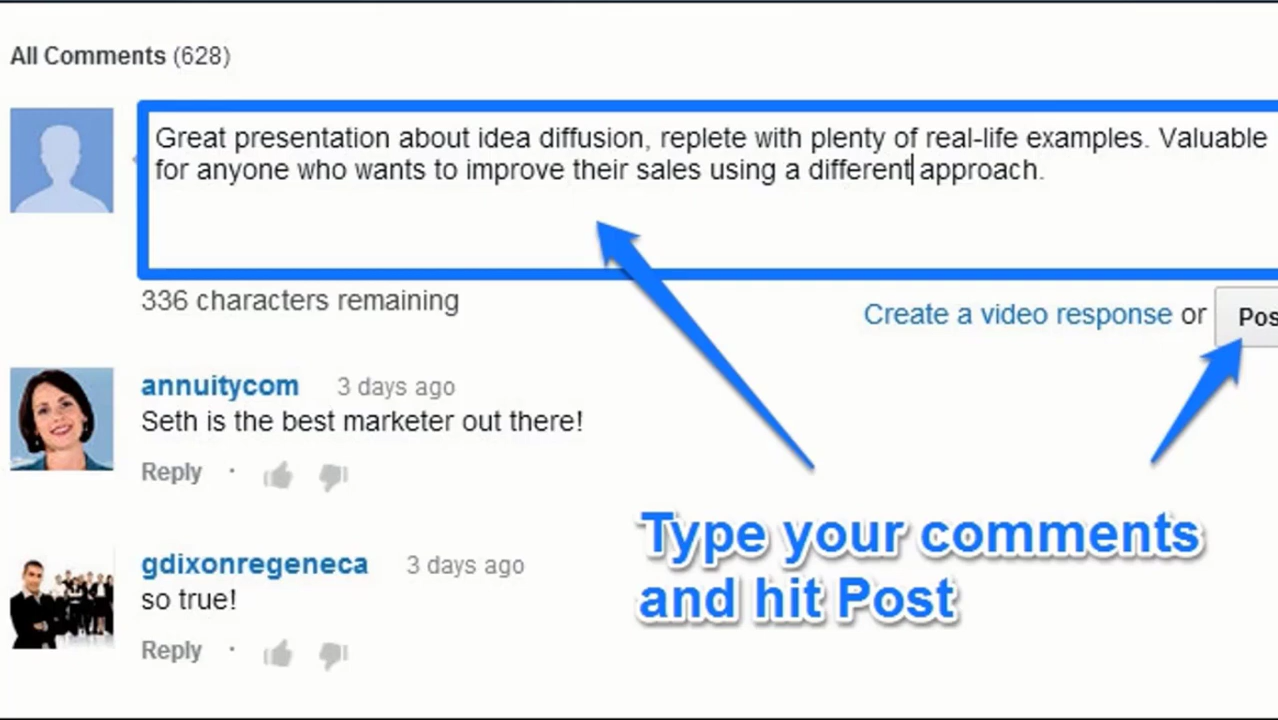 All Comments (628)
Great presentation about idea diffusion, replete with plenty of real-life examples. Valuable
for anyone who wants to improve their sales using a different approach.
336 characters remaining
Create a video response or Pos
annuitycom 3 days ago
Seth is the best marketer out there!
Reply ·
gdixonregeneca 3 days ago
so true!
Reply ·
Type your comments
and hit Post